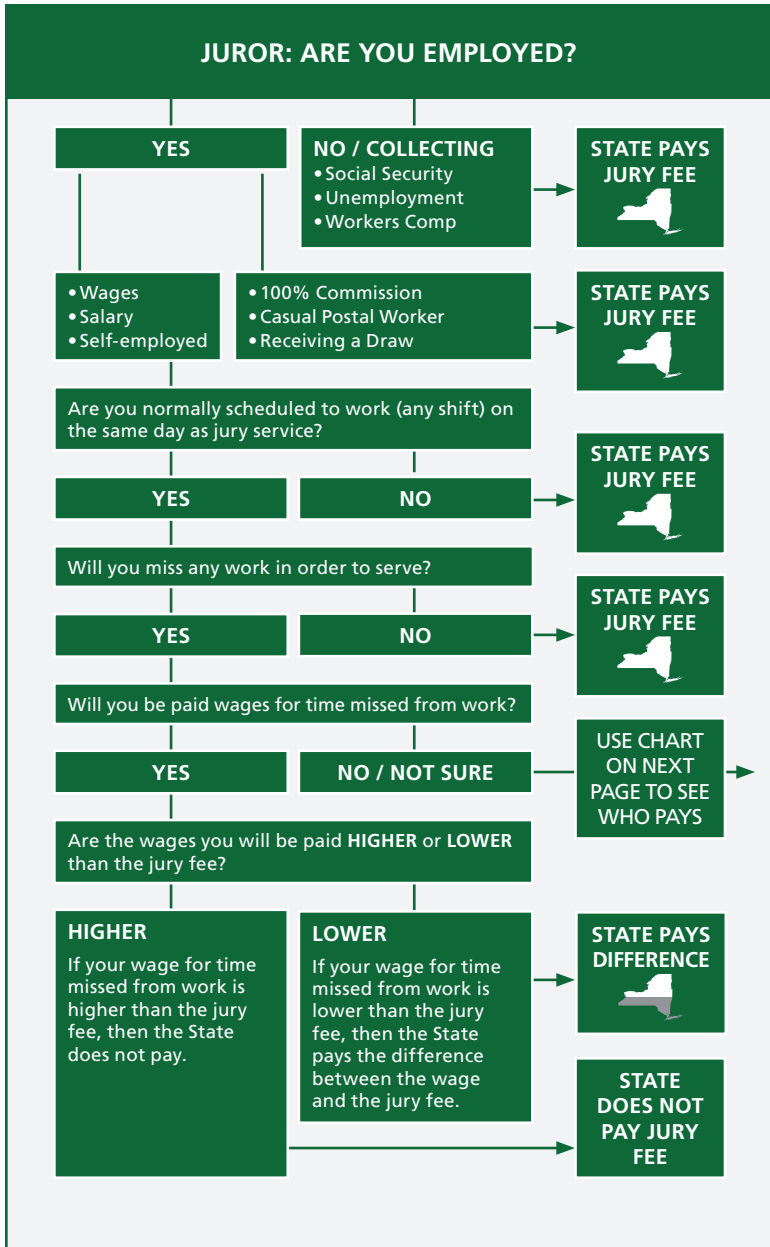 JUROR: ARE YOU EMPLOYED?
YES
NO / COLLECTING
• Social Security
• Unemployment
• Workers Comp
STATE PAYS
JURY FEE
• Wages
• Salary
• Self-employed
• 100% Commission
• Casual Postal Worker
• Receiving a Draw
STATE PAYS
JURY FEE
Are you normally scheduled to work (any shift) on
the same day as jury service?
YES
NO
STATE PAYS
JURY FEE
Will you miss any work in order to serve?
YES
NO
STATE PAYS
JURY FEE
Will you be paid wages for time missed from work?
YES
NO / NOT SURE
USE CHART
ON NEXT
PAGE TO SEE
WHO PAYS
Are the wages you will be paid HIGHER or LOWER
than the jury fee?
HIGHER
If your wage for time
missed from work is
higher than the jury
fee, then the State
does not pay.
LOWER
If your wage for time
missed from work is
lower than the jury
fee, then the State
pays the difference
between the wage
and the jury fee.
STATE PAYS
DIFFERENCE
STATE
DOES NOT
PAY JURY
FEE